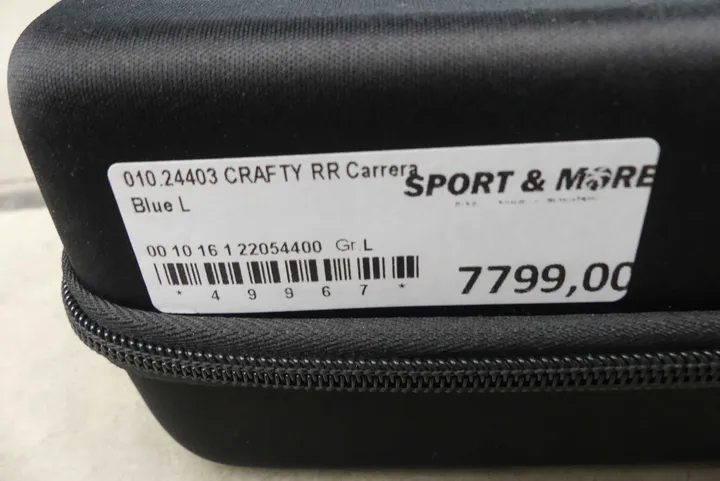 010.24403 CRAFTY RR Carrera
Blue L
SPORT & MORE
00 10 16 1 22054400 Gr.L
* 4 9 9 6 7 *
7799,00